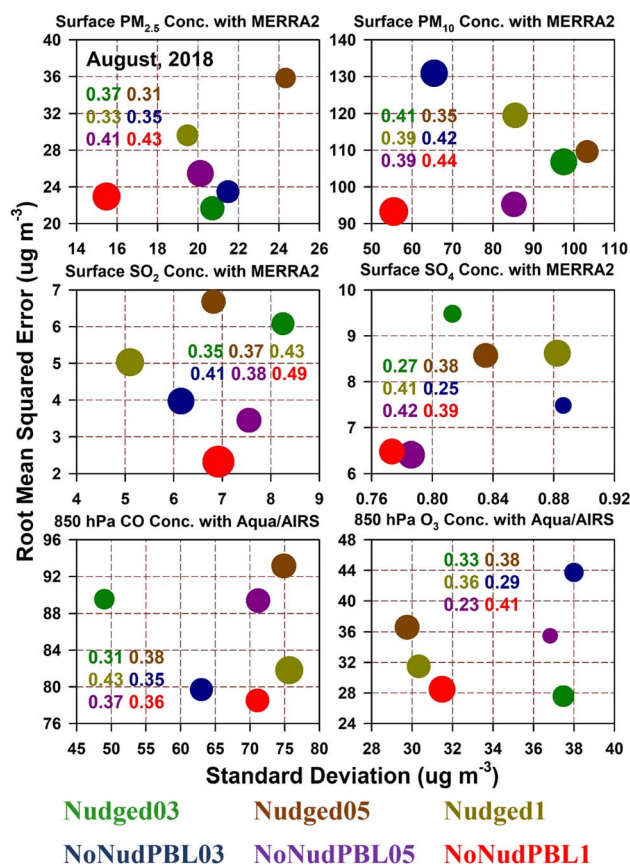 Surface PM2.5 Conc. with MERRA2
Surface PM10 Conc. with MERRA2
40
36
32
28
24
20
August, 2018
0.37 0.31
0.33 0.35
0.41 0.43
14 16 18 20 22 24 26
140
130
120
110
100
90
0.41 0.35
0.39 0.42
0.39 0.44
50 60 70 80 90 100 110
Surface SO2 Conc. with MERRA2
Surface SO4 Conc. with MERRA2
7
6
5
4
3
2
0.35 0.37 0.43
0.41 0.38 0.49
4 5 6 7 8 9
10
9
8
7
6
0.27 0.38
0.41 0.25
0.42 0.39
0.76 0.80 0.84 0.88 0.92
850 hPa CO Conc. with Aqua/AIRS
850 hPa O3 Conc. with Aqua/AIRS
96
92
88
84
80
76
0.31 0.38
0.43 0.35
0.37 0.36
45 50 55 60 65 70 75 80
48
44
40
36
32
28
24
0.33 0.38
0.36 0.29
0.23 0.41
28 30 32 34 36 38 40
Root Mean Squared Error (ug m-3)
Standard Deviation (ug m-3)
Nudged03 Nudged05 Nudged1
NoNudPBL03 NoNudPBL05 NoNudPBL1